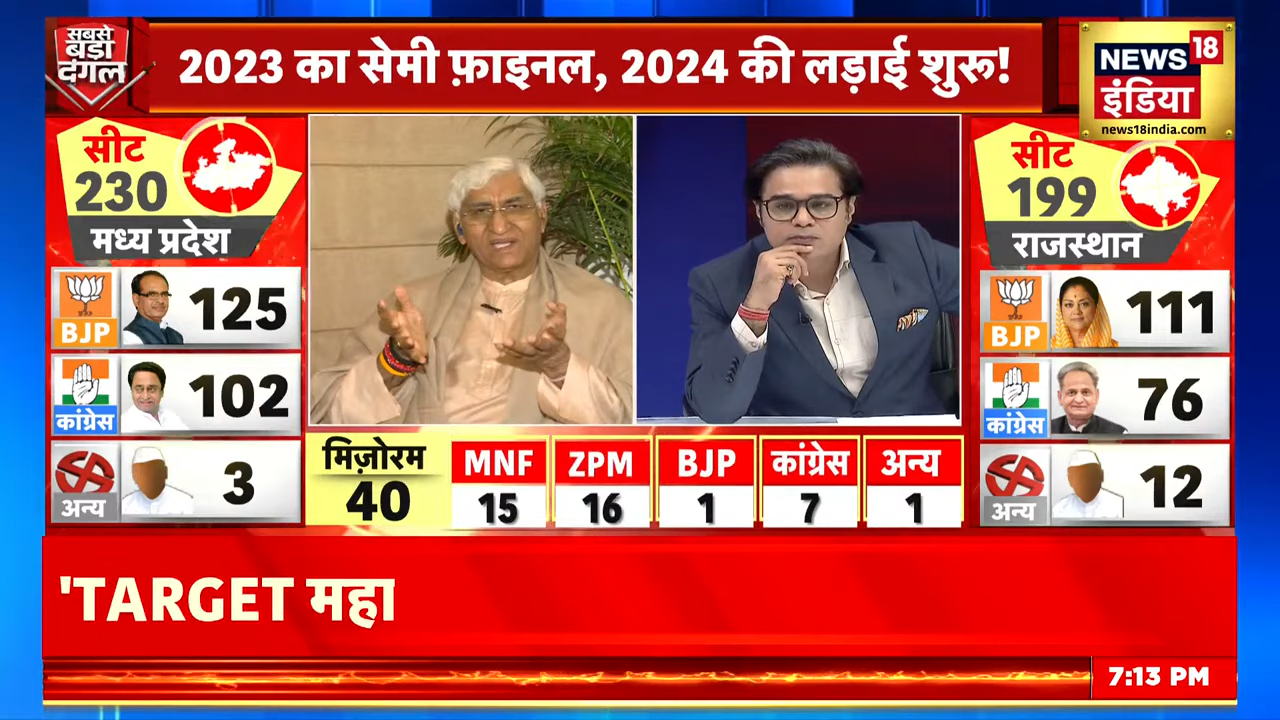 सबसे
बड़ा
दंगल
2023 का सेमी फ़ाइनल, 2024 की लड़ाई शुरू!
NEWS 18
इंडिया
news18india.com
सीट
230
मध्य प्रदेश
BJP
125
कांग्रेस
102
अन्य
3
सीट
199
राजस्थान
BJP
111
कांग्रेस
76
अन्य
12
मिज़ोरम
40
MNF
15
ZPM
16
BJP
1
कांग्रेस
7
अन्य
1
'TARGET महा
7:13 PM